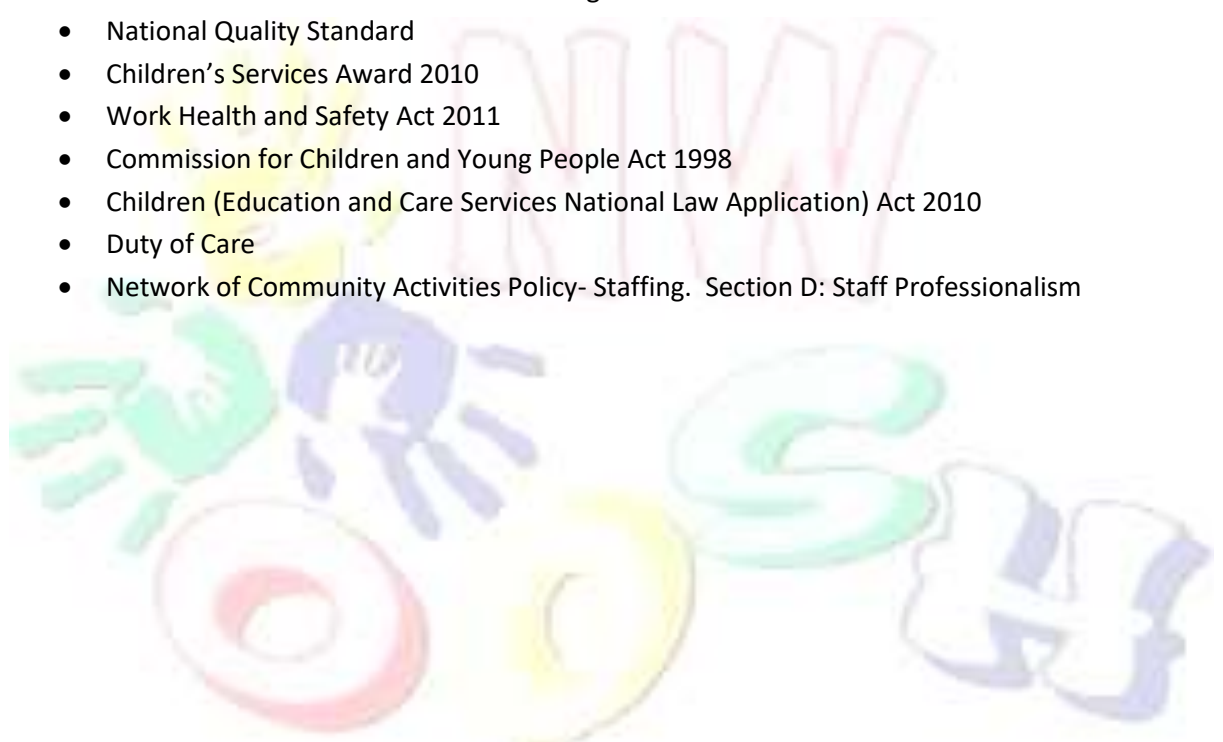 • National Quality Standard
• Children’s Services Award 2010
• Work Health and Safety Act 2011
• Commission for Children and Young People Act 1998
• Children (Education and Care Services National Law Application) Act 2010
• Duty of Care
• Network of Community Activities Policy- Staffing.  Section D: Staff Professionalism
NW
OOSH